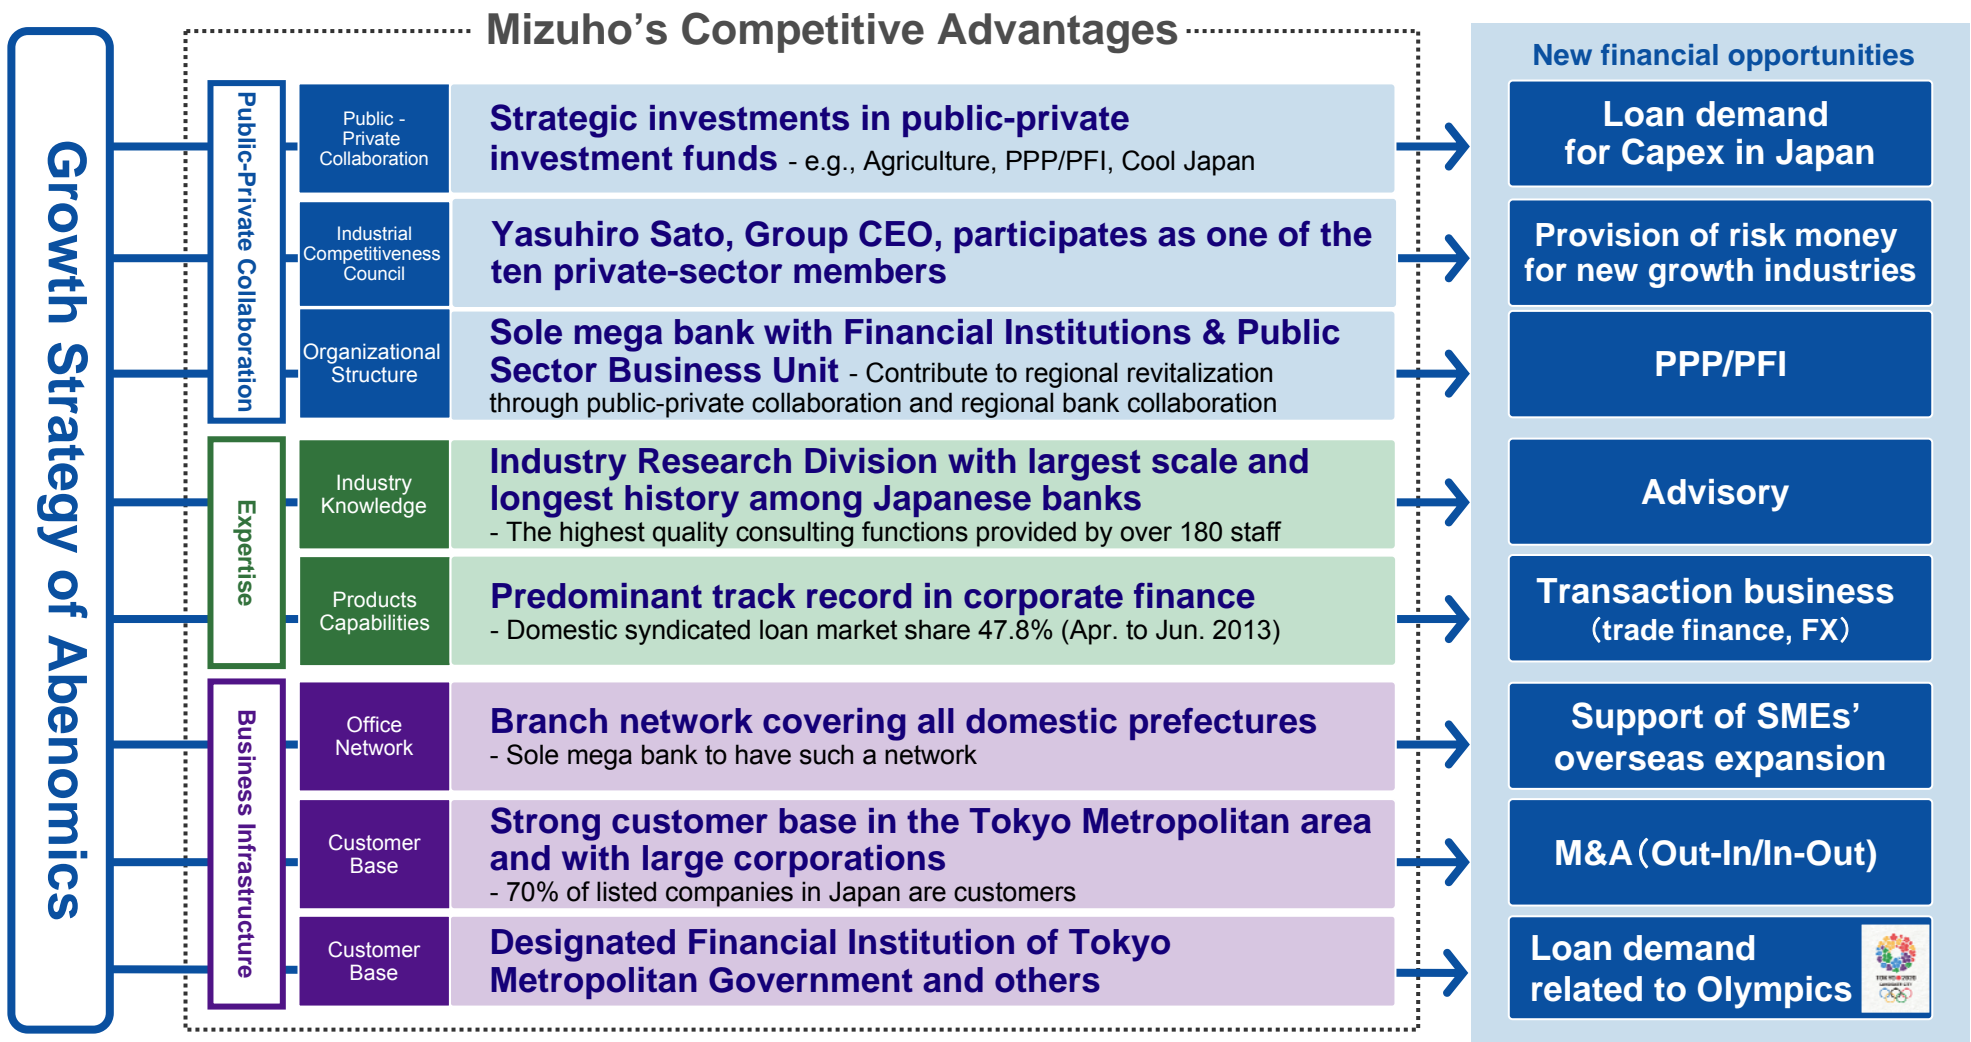 Mizuho’s Competitive Advantages
New financial opportunities
Growth Strategy of Abenomics
Public-Private Collaboration
Public -
Private
Collaboration
Strategic investments in public-private
investment funds - e.g., Agriculture, PPP/PFI, Cool Japan
Loan demand
for Capex in Japan
Industrial
Competitiveness
Council
Yasuhiro Sato, Group CEO, participates as one of the
ten private-sector members
Provision of risk money
for new growth industries
Organizational
Structure
Sole mega bank with Financial Institutions & Public
Sector Business Unit - Contribute to regional revitalization
through public-private collaboration and regional bank collaboration
PPP/PFI
Expertise
Industry
Knowledge
Industry Research Division with largest scale and
longest history among Japanese banks
- The highest quality consulting functions provided by over 180 staff
Advisory
Products
Capabilities
Predominant track record in corporate finance
- Domestic syndicated loan market share 47.8% (Apr. to Jun. 2013)
Transaction business
（trade finance, FX）
Business Infrastructure
Office
Network
Branch network covering all domestic prefectures
- Sole mega bank to have such a network
Support of SMEs’
overseas expansion
Customer
Base
Strong customer base in the Tokyo Metropolitan area
and with large corporations
- 70% of listed companies in Japan are customers
M&A（Out-In/In-Out)
Customer
Base
Designated Financial Institution of Tokyo
Metropolitan Government and others
Loan demand
related to Olympics